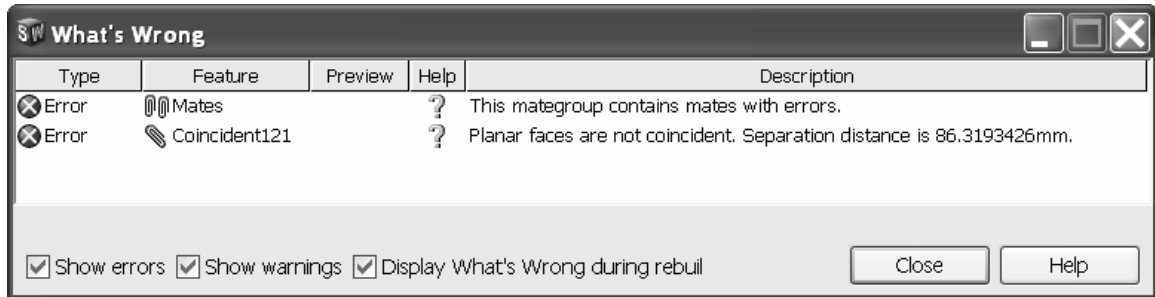 SW What's Wrong
Type Feature Preview Help Description
Error Mates ? This mategroup contains mates with errors.
Error Coincident121 ? Planar faces are not coincident. Separation distance is 86.3193426mm.
Show errors Show warnings Display What's Wrong during rebuil Close Help